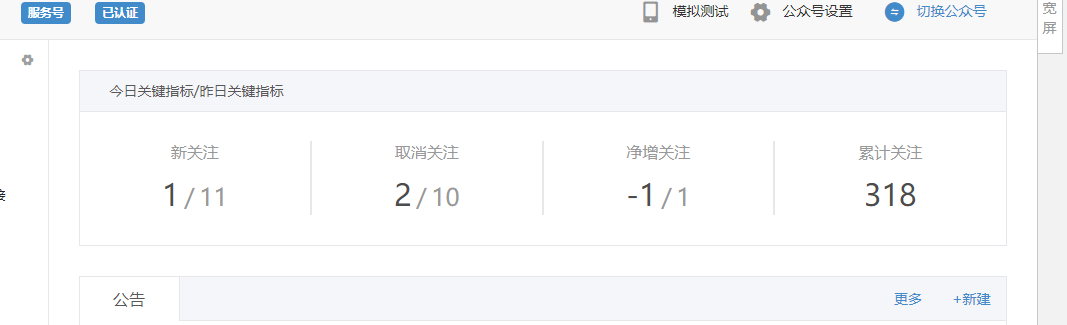 服务号 已认证 模拟测试 公众号设置 切换公众号
宽
屏
今日关键指标/昨日关键指标
新关注 取消关注 净增关注 累计关注
1 / 11 2 / 10 -1 / 1 318
公告 更多 +新建